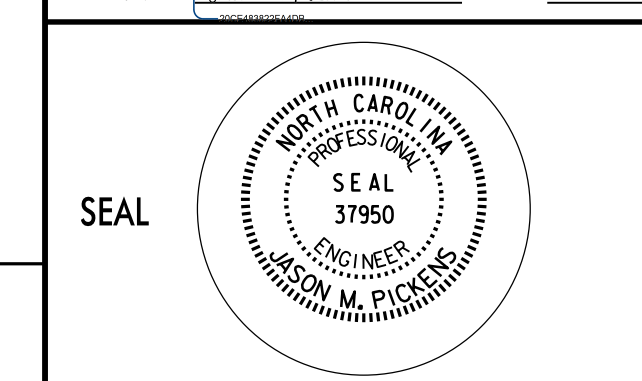 SEAL
NORTH CAROLINA
PROFESSIONAL
SEAL
37950
ENGINEER
JASON M. PICKENS